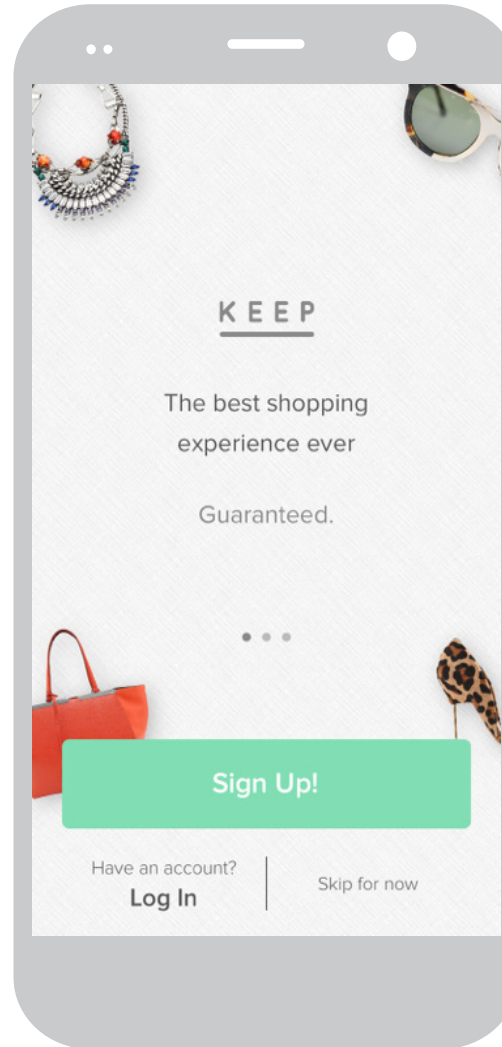 KEEP
The best shopping
experience ever
Guaranteed.
Sign Up!
Have an account?
Log In
Skip for now